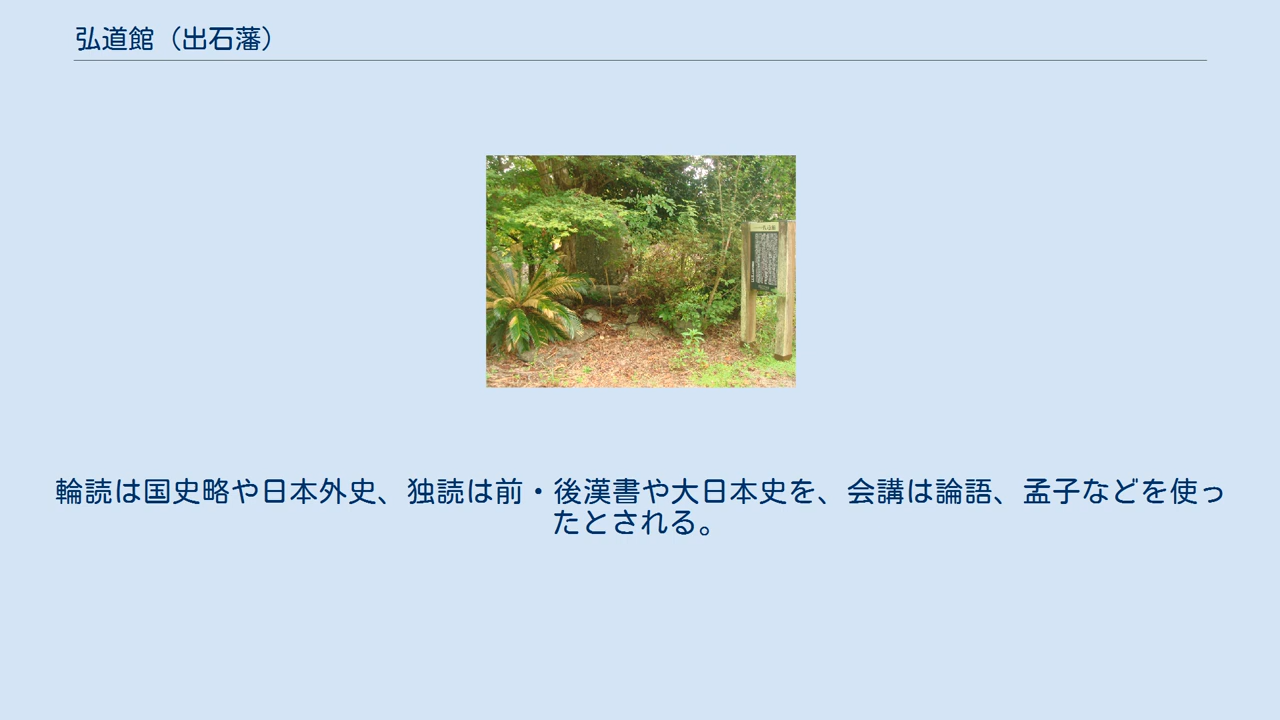 弘道館（出石藩）
輪読は国史略や日本外史、独読は前・後漢書や大日本史を、会講は論語、孟子などを使っ
たとされる。